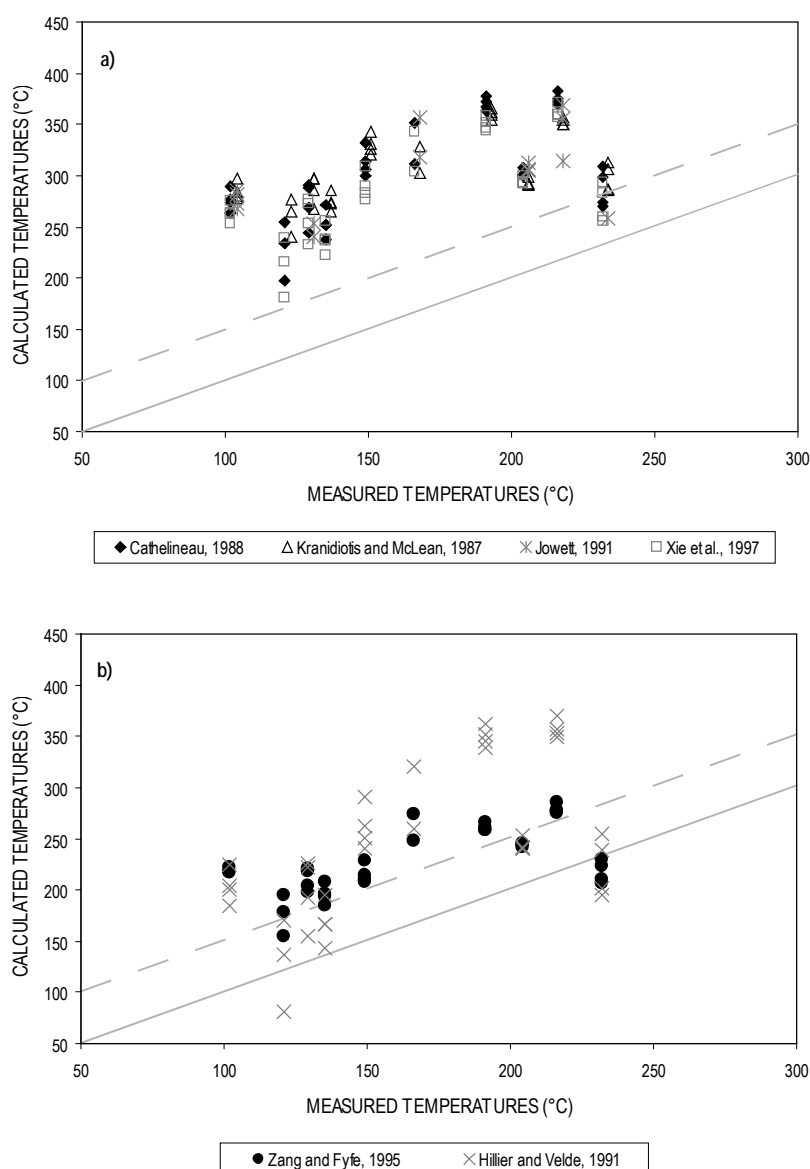 a)
450
400
350
300
250
200
150
100
50
CALCULATED TEMPERATURES (°C)
50 100 150 200 250 300
MEASURED TEMPERATURES (°C)
Cathelineau, 1988 Kranidiotis and McLean, 1987 Jowett, 1991 Xie et al., 1997
b)
450
400
350
300
250
200
150
100
50
CALCULATED TEMPERATURES (°C)
50 100 150 200 250 300
MEASURED TEMPERATURES (°C)
Zang and Fyfe, 1995 Hillier and Velde, 1991